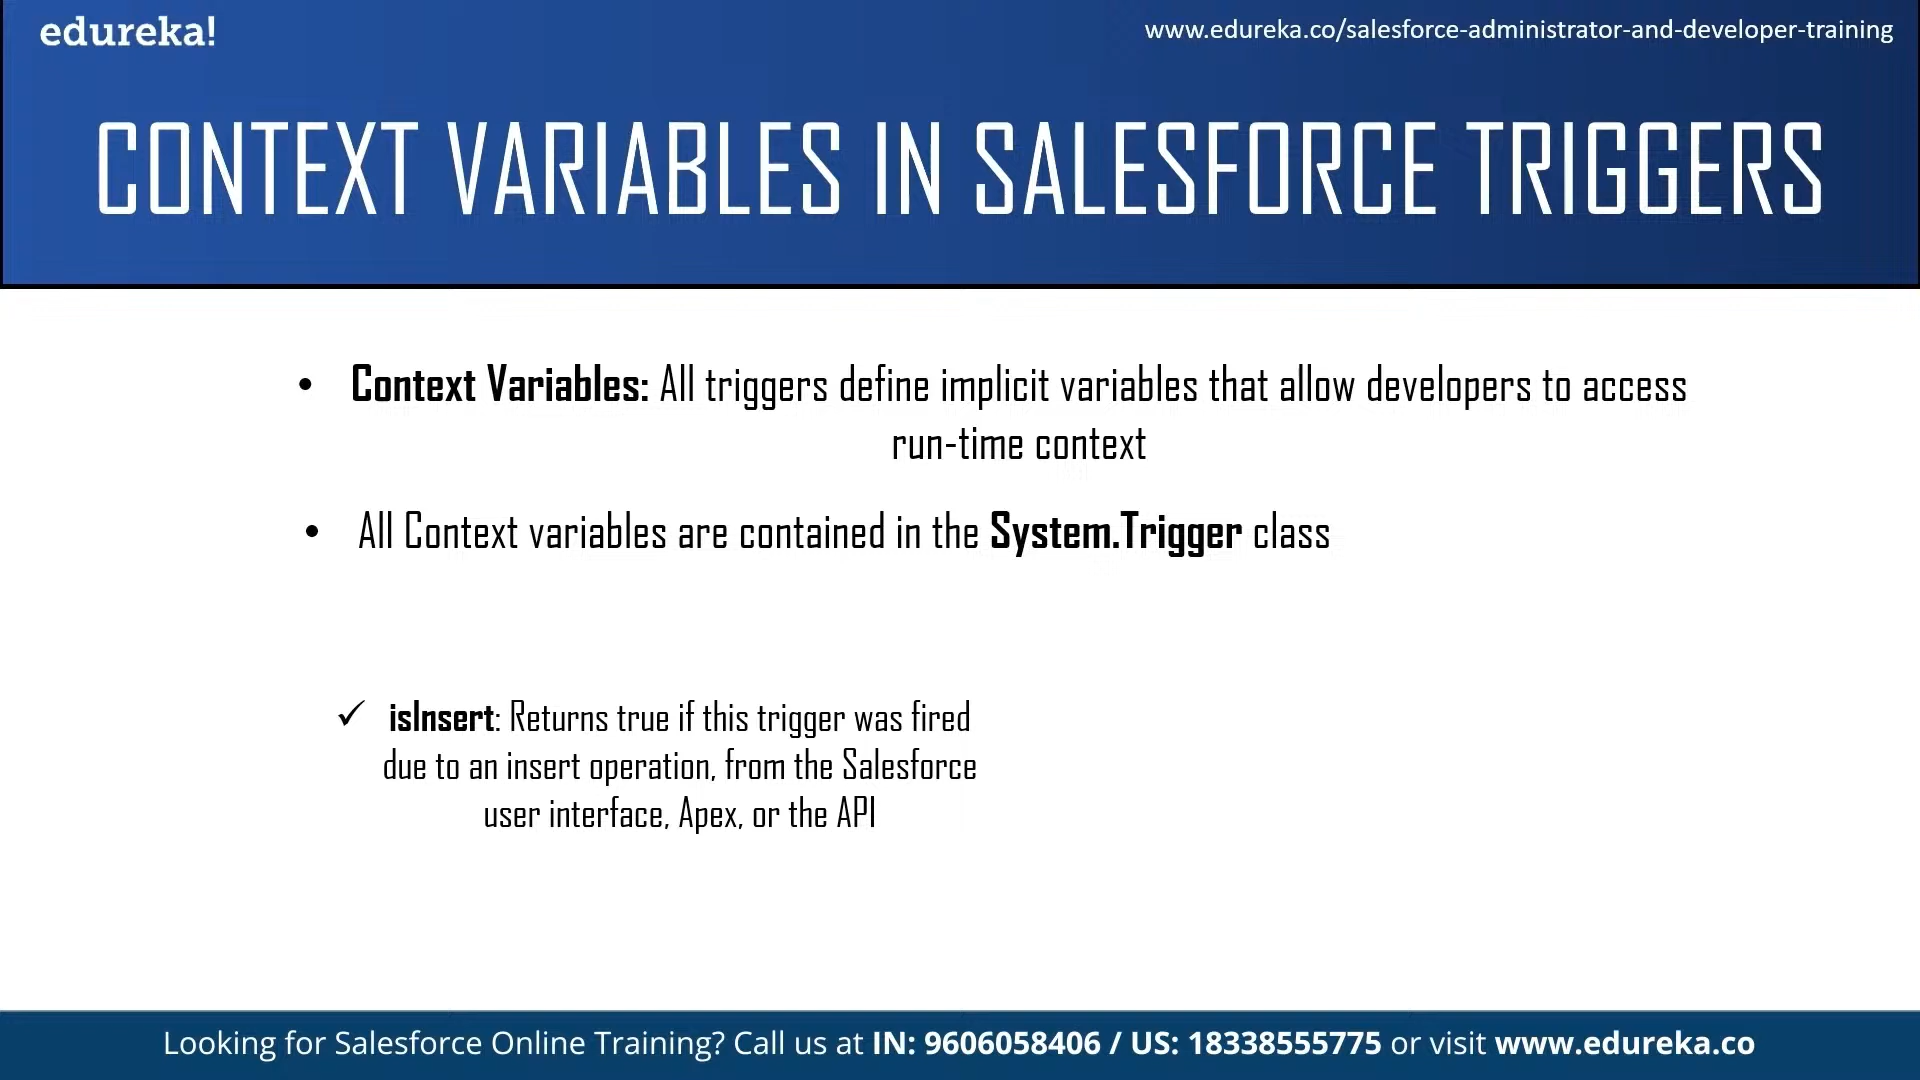 edureka!
www.edureka.co/salesforce-administrator-and-developer-training
CONTEXT VARIABLES IN SALESFORCE TRIGGERS
• Context Variables: All triggers define implicit variables that allow developers to access
run-time context
• All Context variables are contained in the System.Trigger class
✓ isInsert: Returns true if this trigger was fired
due to an insert operation, from the Salesforce
user interface, Apex, or the API
Looking for Salesforce Online Training? Call us at IN: 9606058406 / US: 18338555775 or visit www.edureka.co